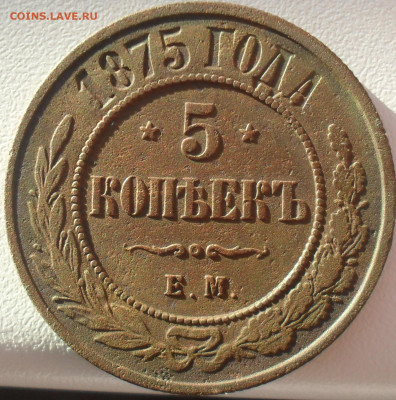 COINS.LAVE.RU
1875 ГОДА
5
КОПѢЕКЪ
Е.М.